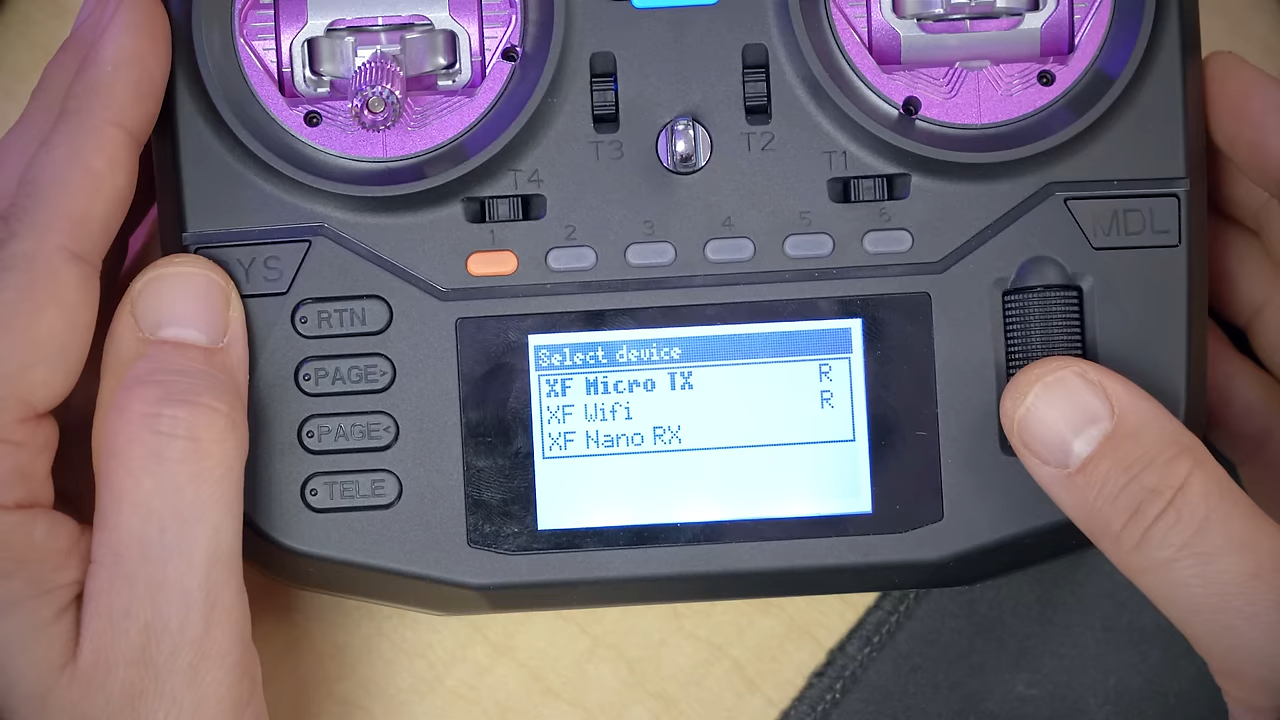 T3
T2
T4
T1
1
2
3
4
5
6
MDL
RTN
PAGE>
PAGE<
TELE
Select device
XF Micro TX R
XF Wifi R
XF Nano RX